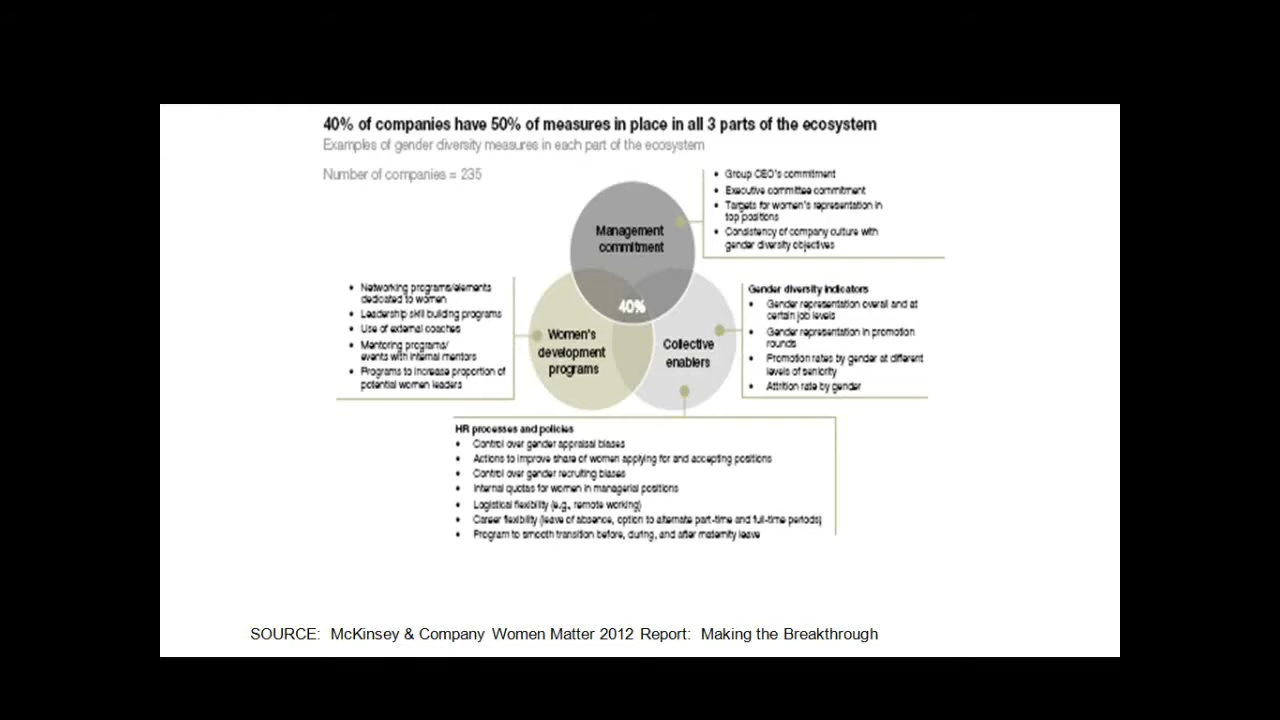 40% of companies have 50% of measures in place in all 3 parts of the ecosystem
Examples of gender diversity measures in each part of the ecosystem
Number of companies = 235
• Group CEO's commitment
• Executive committee commitment
• Targets for women's representation in
top positions
• Consistency of company culture with
gender diversity objectives
Management
commitment
• Networking programs/elements
dedicated to women
• Leadership skill building programs
• Use of external coaches
• Mentoring programs/
events with internal mentors
• Programs to increase proportion of
potential women leaders
40%
Women's
development
programs
Collective
enablers
Gender diversity indicators
• Gender representation overall and at
certain job levels
• Gender representation in promotion
rounds
• Promotion rates by gender at different
levels of seniority
• Attrition rate by gender
HR processes and policies
• Control over gender appraisal biases
• Actions to improve share of women applying for and accepting positions
• Control over gender recruiting biases
• Internal quotas for women in managerial positions
• Logistical flexibility (e.g., remote working)
• Career flexibility (leave of absence, option to alternate part-time and full-time periods)
• Program to smooth transition before, during, and after maternity leave
SOURCE: McKinsey & Company Women Matter 2012 Report: Making the Breakthrough